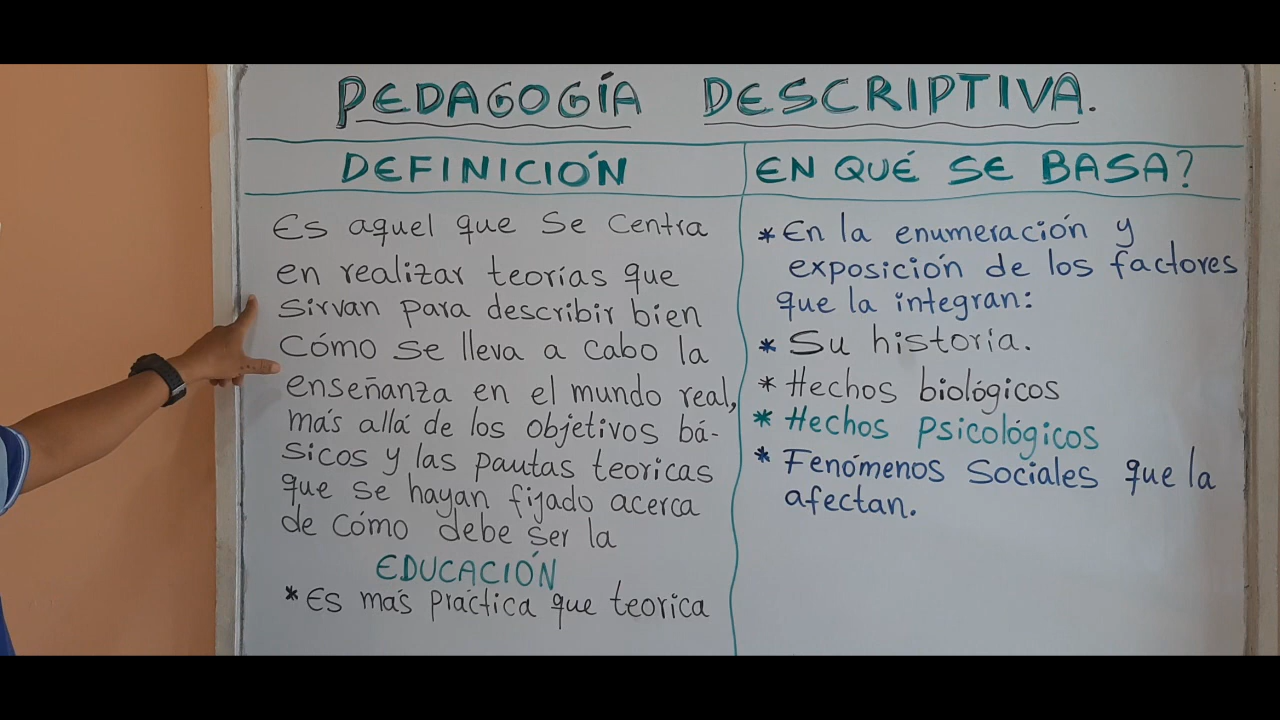 PEDAGOGÍA DESCRIPTIVA.
DEFINICIÓN
Es aquel que se centra
en realizar teorías que
sirvan para describir bien
cómo se lleva a cabo la
enseñanza en el mundo real,
más allá de los objetivos bá-
sicos y las pautas teoricas
que se hayan fijado acerca
de cómo debe ser la
EDUCACIÓN
* Es más práctica que teorica
EN QUÉ SE BASA?
* En la enumeración y
exposición de los factores
que la integran:
* Su historia.
* Hechos biológicos
* Hechos psicológicos
* Fenómenos sociales que la
afectan.